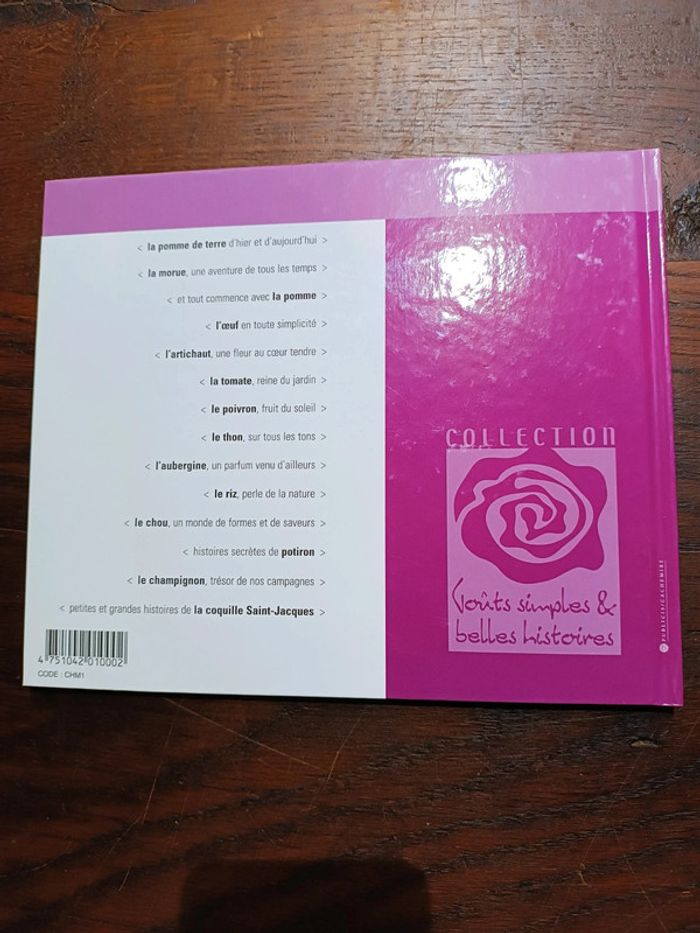 < la pomme de terre d'hier et d'aujourd'hui >
< la morue, une aventure de tous les temps >
< et tout commence avec la pomme >
< l'œuf en toute simplicité >
< l'artichaut, une fleur au cœur tendre >
< la tomate, reine du jardin >
< le poivron, fruit du soleil >
< le thon, sur tous les tons >
< l'aubergine, un parfum venu d'ailleurs >
< le riz, perle de la nature >
< le chou, un monde de formes et de saveurs >
< histoires secrètes de potiron >
< le champignon, trésor de nos campagnes >
< petites et grandes histoires de la coquille Saint-Jacques >
4 751042 010002
CODE : CHM1
COLLECTION
Goûts simples &
belles histoires
PUBLICIS/CACHEMIRE